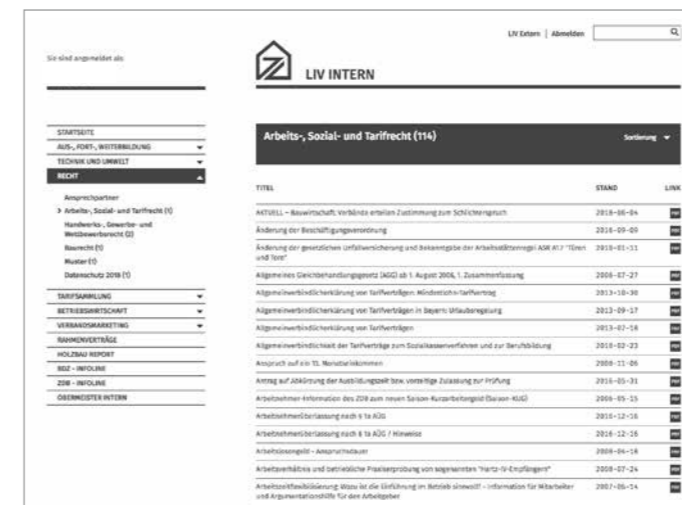 LIV Extern | Abmelden
Sie sind angemeldet als
LIV INTERN
STARTSEITE
AUS-, FORT-, WEITERBILDUNG
TECHNIK UND UMWELT
RECHT
Ansprechpartner
Arbeits-, Sozial- und Tarifrecht (1)
Handwerks-, Gewerbe- und
Wettbewerbsrecht (2)
Baurecht (1)
Muster (1)
Datenschutz 2018 (1)
TARIFSAMMLUNG
BETRIEBSWIRTSCHAFT
VERBANDSMARKETING
RAHMENVERTRÄGE
HOLZBAU REPORT
BDZ - INFOLINE
ZDB - INFOLINE
OBERMEISTER INTERN
Arbeits-, Sozial- und Tarifrecht (114) Sortierung
TITEL STAND LINK
AKTUELL – Bauwirtschaft: Verbände erteilen Zustimmung zum Schlichterspruch 2018-06-04
Änderung der Beschäftigungsverordnung
Änderung der gesetzlichen Unfallversicherung und Bekanntgabe der Arbeitsstättenregel ASR A1.7 "Türen 2010-01-11
und Tore"
Allgemeines Gleichbehandlungsgesetz (AGG) ab 1. August 2006, 1. Zusammenfassung 2006-07-27
Allgemeinverbindlicherklärung von Tarifverträgen: Mindestlohn-Tarifvertrag 2013-10-30
Allgemeinverbindlicherklärung von Tarifverträgen in Bayern: Urlaubsregelung 2013-09-17
Allgemeinverbindlicherklärung von Tarifverträgen 2013-07-18
Allgemeinverbindlichkeit der Tarifverträge zum Sozialkassenverfahren und zur Berufsbildung 2010-02-23
Anspruch auf ein 13. Monatseinkommen 2008-11-06
Antrag auf Abkürzung der Ausbildungszeit bzw. vorzeitige Zulassung zur Prüfung 2016-05-31
Arbeitnehmer-Information des ZDB zum neuen Saison-Kurzarbeitergeld (Saison-KUG) 2006-05-15
Arbeitnehmerüberlassung nach § 1a AÜG 2010-12-16
Arbeitnehmerüberlassung nach § 1a AÜG / Hinweise 2010-12-16
Arbeitslosengeld - Anspruchsdauer
Arbeitsverhältnis und betriebliche Praxiserprobung von sogenannten "Hartz-IV-Empfängern" 2008-07-24
Arbeitszeitflexibilisierung: Wozu ist die Einführung im Betrieb sinnvoll? - Information für Mitarbeiter 2007-06-14
und Argumentationshilfe für den Arbeitgeber